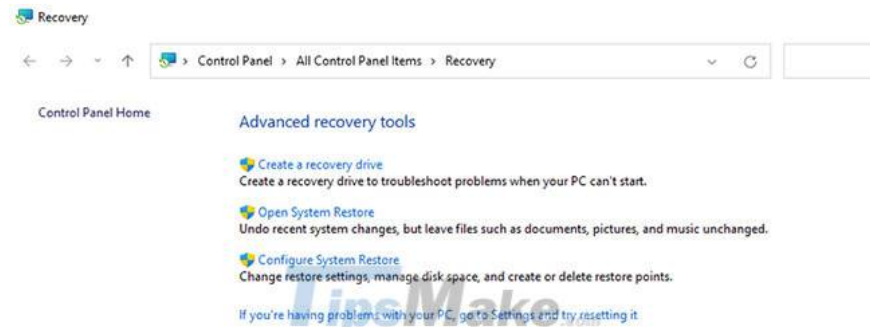 Recovery
Control Panel > All Control Panel Items > Recovery
Control Panel Home
Advanced recovery tools
Create a recovery drive
Create a recovery drive to troubleshoot problems when your PC can't start.
Open System Restore
Undo recent system changes, but leave files such as documents, pictures, and music unchanged.
Configure System Restore
Change restore settings, manage disk space, and create or delete restore points.
If you're having problems with your PC, go to Settings and try resetting it
TipsMake.com